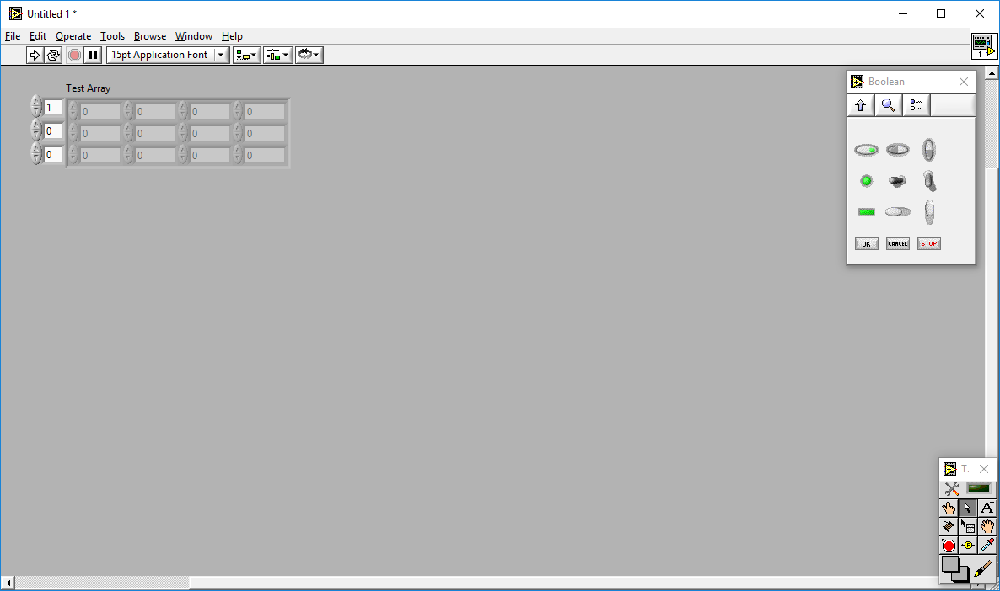 Untitled 1 *
File Edit Operate Tools Browse Window Help
15pt Application Font
1
Test Array
1 0 0 0 0
0 0 0 0 0
0 0 0 0 0
Boolean
OK CANCEL STOP
T.
A
P